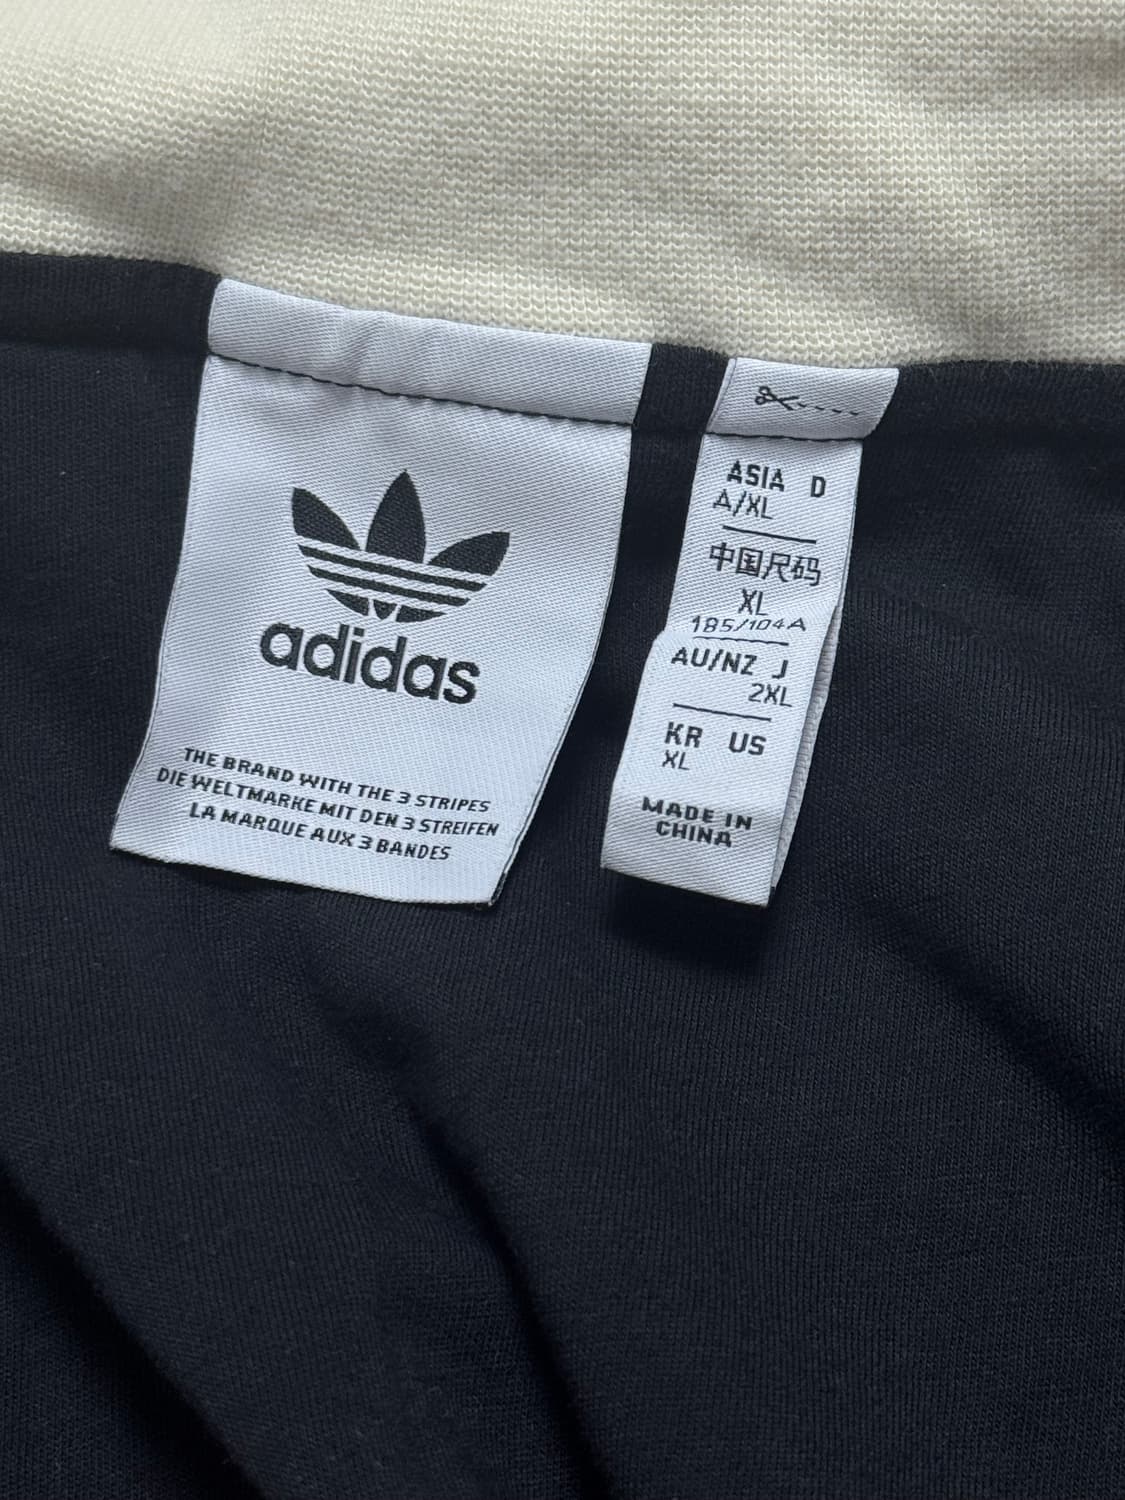 adidas
THE BRAND WITH THE 3 STRIPES
DIE WELTMARKE MIT DEN 3 STREIFEN
LA MARQUE AUX 3 BANDES
ASIA D
A/XL
中国尺码
XL
185/104A
AU/NZ J
2XL
KR US
XL
MADE IN
CHINA